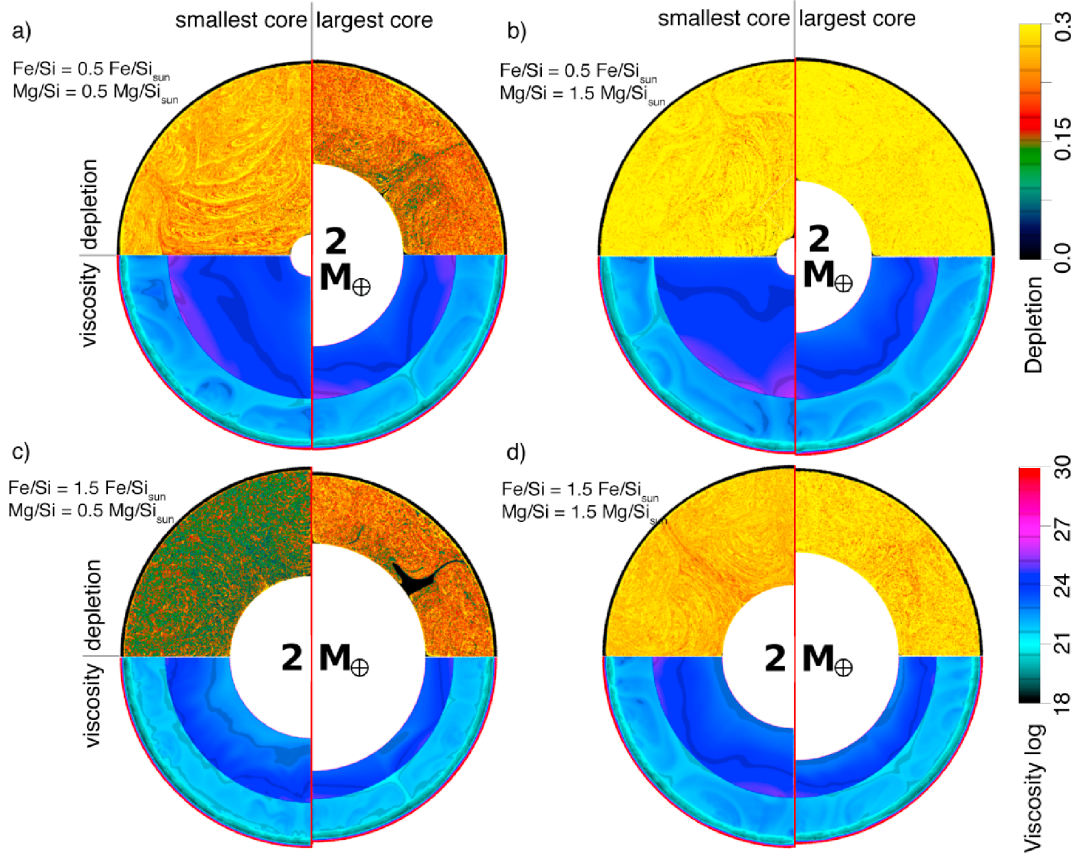 smallest core largest core
smallest core largest core
a)
Fe/Si = 0.5 Fe/Si_sun
Mg/Si = 0.5 Mg/Si_sun
b)
Fe/Si = 0.5 Fe/Si_sun
Mg/Si = 1.5 Mg/Si_sun
0.3
0.15
0.0
Depletion
depletion
viscosity
2
M⊕
2
M⊕
c)
Fe/Si = 1.5 Fe/Si_sun
Mg/Si = 0.5 Mg/Si_sun
d)
Fe/Si = 1.5 Fe/Si_sun
Mg/Si = 1.5 Mg/Si_sun
30
27
24
21
18
Viscosity log
depletion
viscosity
2 M⊕
2 M⊕